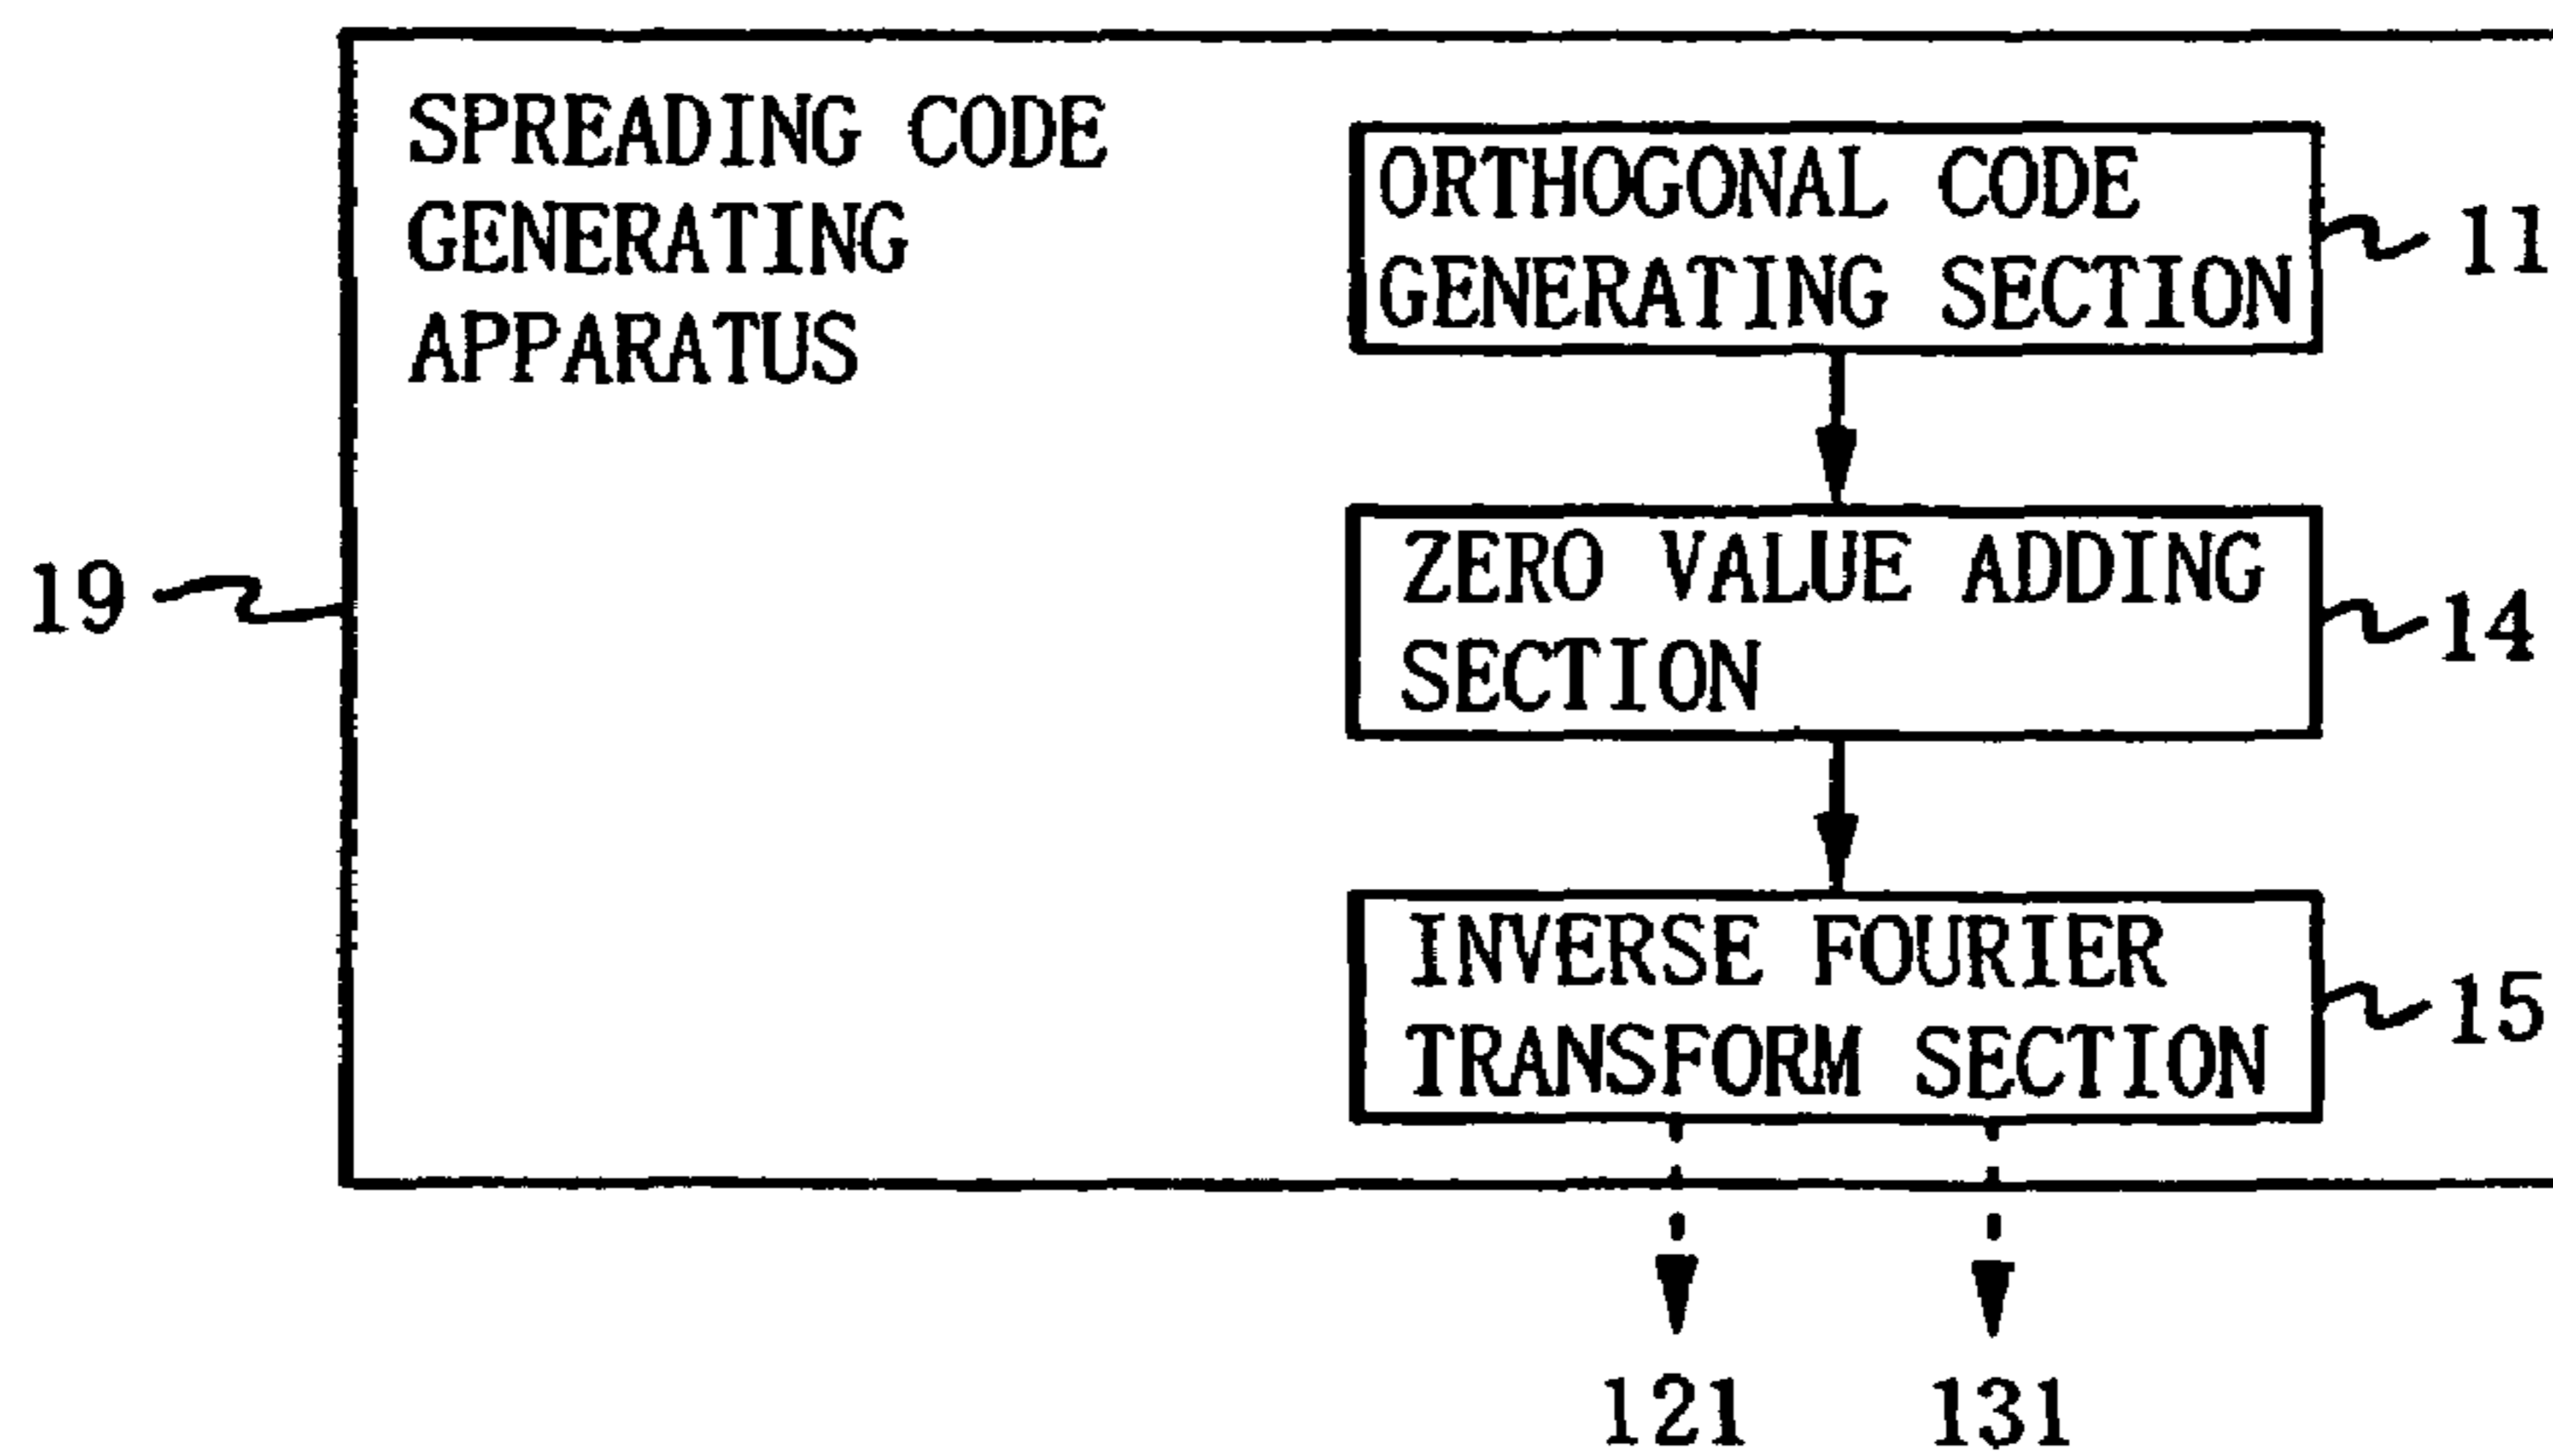 SPREADING CODE
GENERATING
APPARATUS
ORTHOGONAL CODE
GENERATING SECTION
11
ZERO VALUE ADDING
SECTION
14
19
INVERSE FOURIER
TRANSFORM SECTION
15
121
131